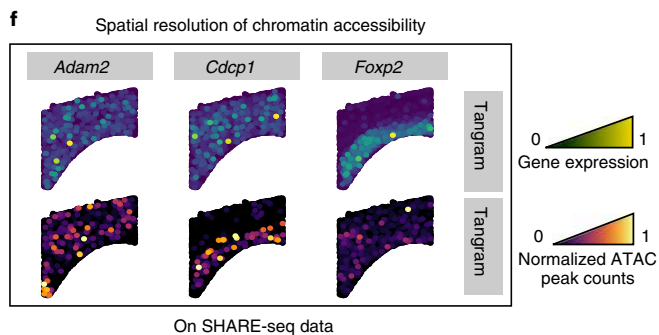 f
Spatial resolution of chromatin accessibility
Adam2 Cdcp1 Foxp2
Tangram
0 1
Gene expression
Tangram
0 1
Normalized ATAC
peak counts
On SHARE-seq data